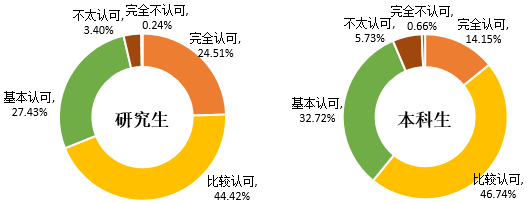 完全不认可,
0.24%
不太认可,
3.40%
完全认可,
24.51%
基本认可,
27.43%
研究生
比较认可,
44.42%
完全不认可,
0.66%
不太认可,
5.73%
完全认可,
14.15%
基本认可,
32.72%
本科生
比较认可,
46.74%